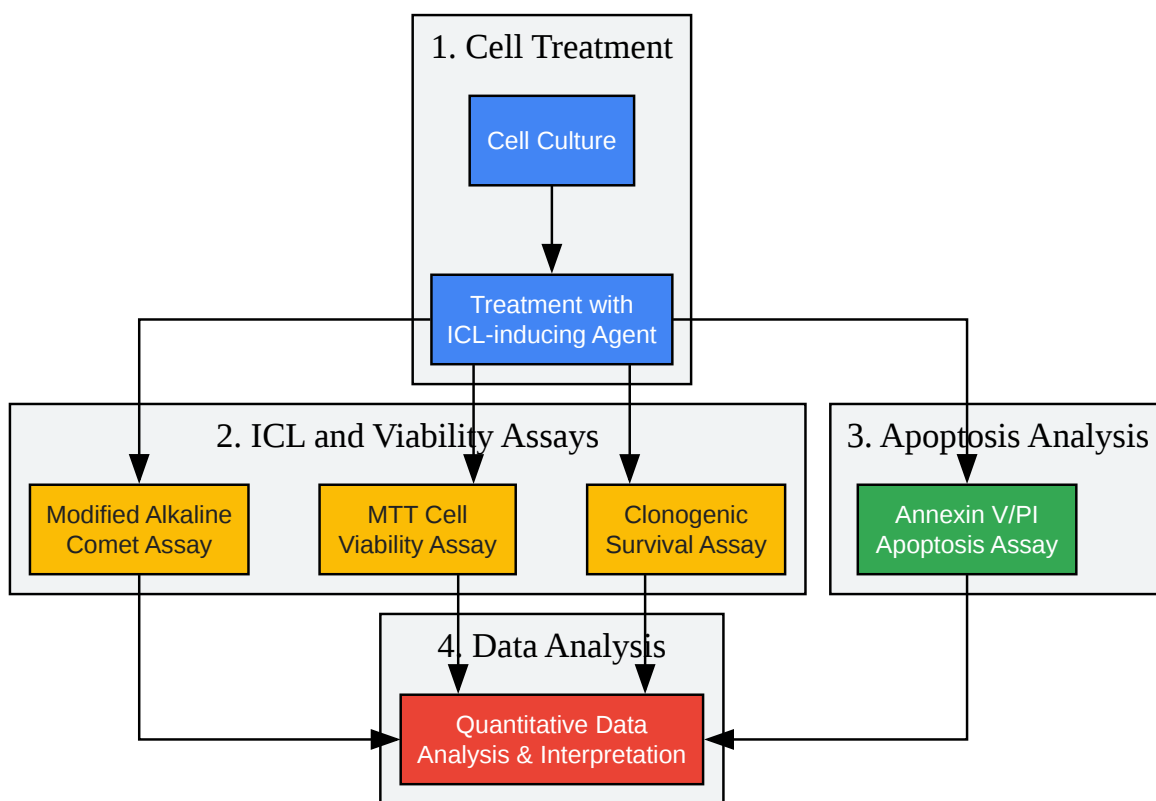 1. Cell Treatment
Cell Culture
Treatment with
ICL-inducing Agent
2. ICL and Viability Assays
Modified Alkaline
Comet Assay
MTT Cell
Viability Assay
Clonogenic
Survival Assay
3. Apoptosis Analysis
Annexin V/PI
Apoptosis Assay
4. Data Analysis
Quantitative Data
Analysis & Interpretation